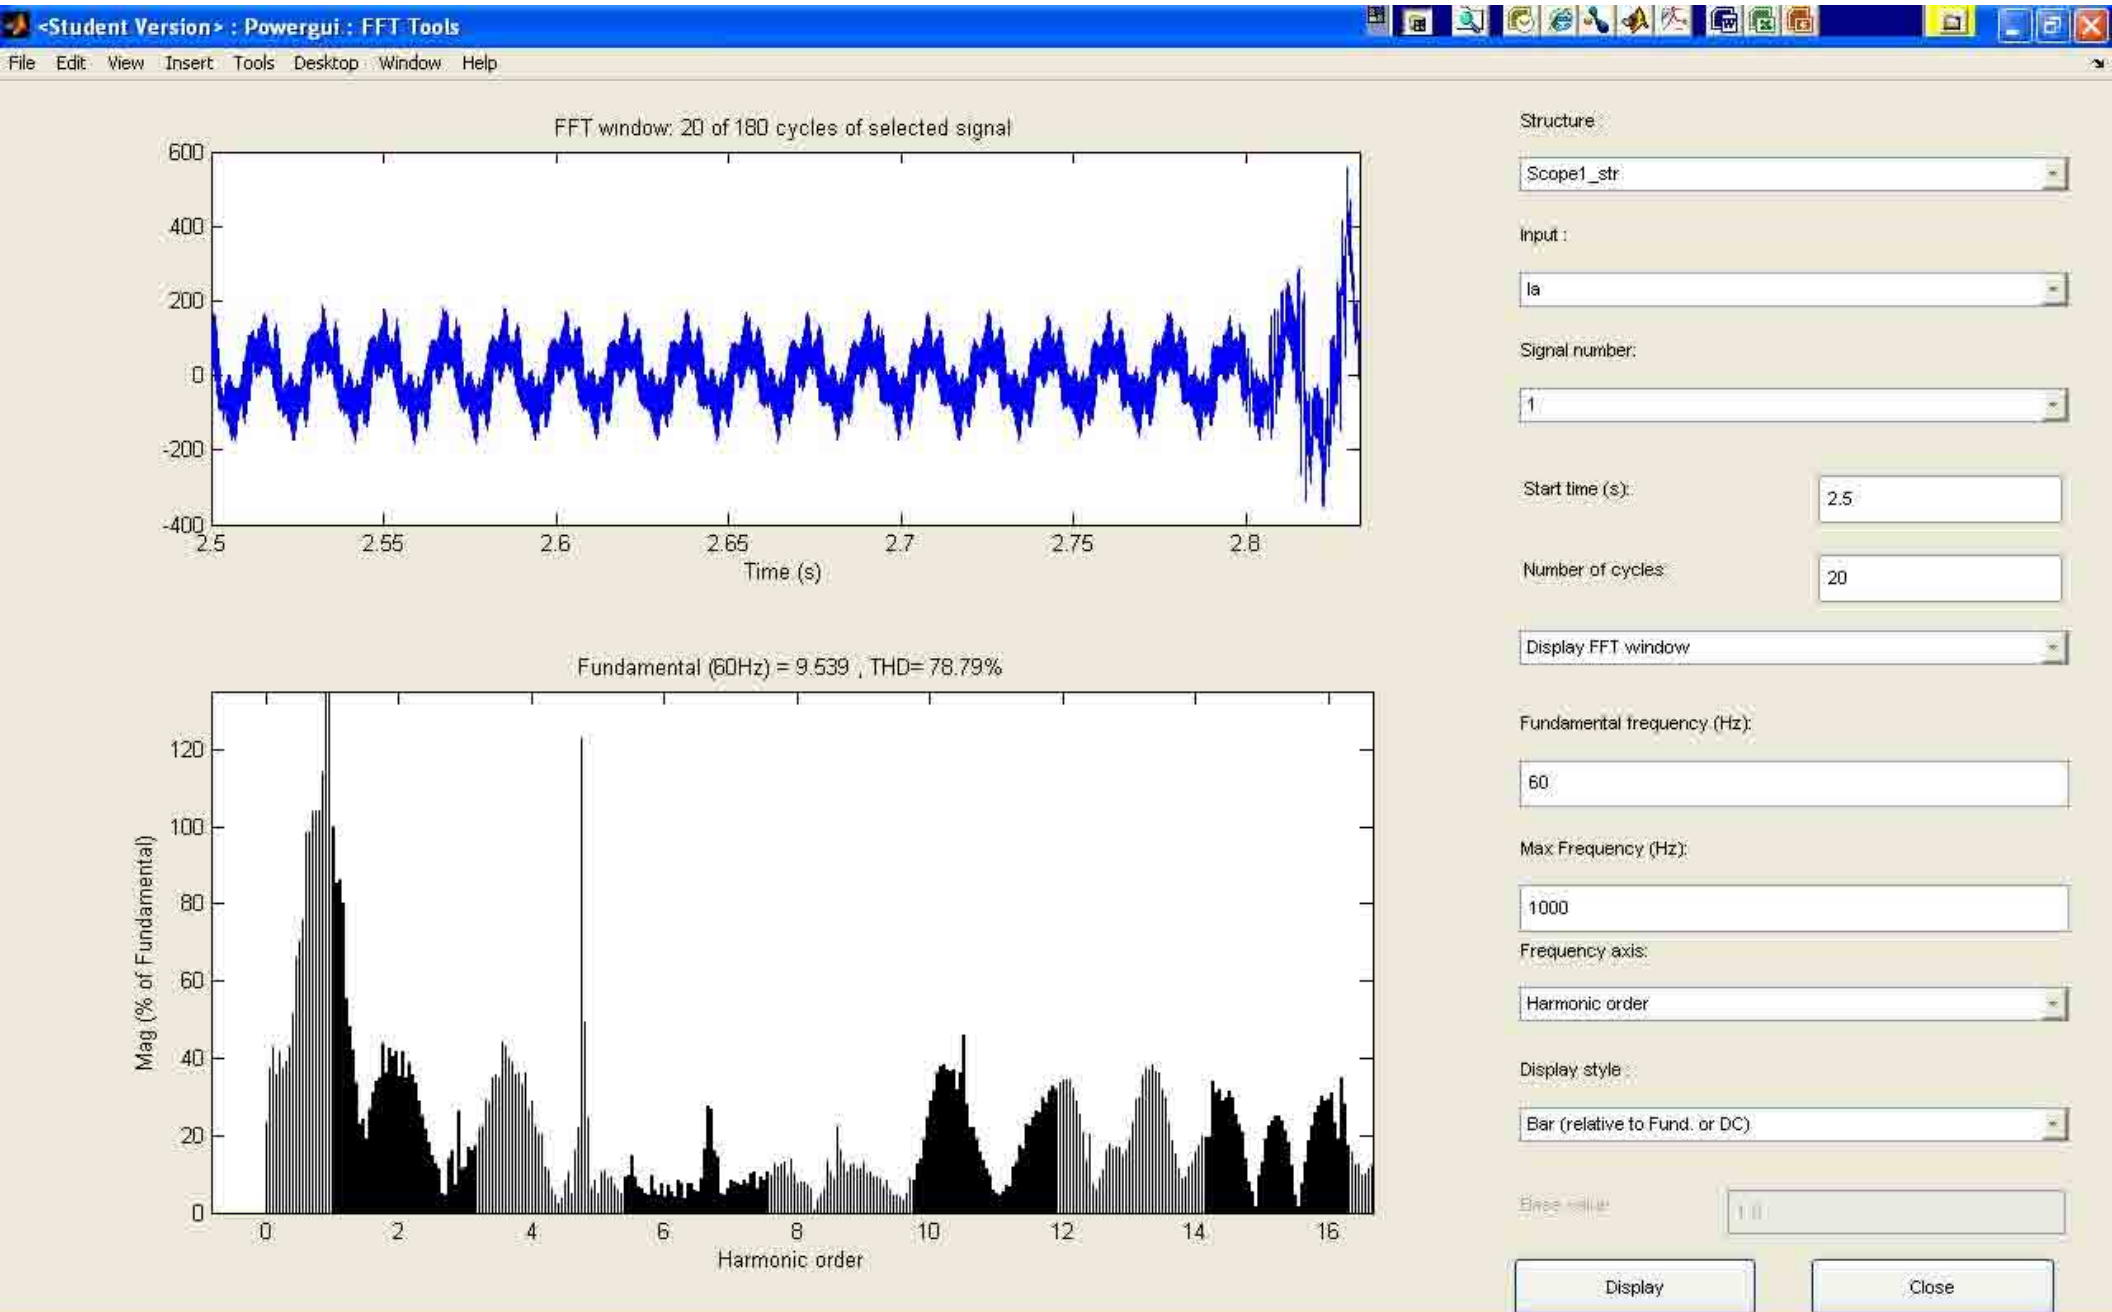 <Student Version> : Powergui : FFT Tools
File Edit View Insert Tools Desktop Window Help
FFT window: 20 of 180 cycles of selected signal
600
400
200
0
-200
-400
2.5 2.55 2.6 2.65 2.7 2.75 2.8
Time (s)
Fundamental (60Hz) = 9.539 , THD= 78.79%
120
100
80
60
40
20
0
Mag (% of Fundamental)
0 2 4 6 8 10 12 14 16
Harmonic order
Structure :
Scope1_str
Input :
Ia
Signal number:
1
Start time (s): 2.5
Number of cycles: 20
Display FFT window
Fundamental frequency (Hz):
60
Max Frequency (Hz):
1000
Frequency axis:
Harmonic order
Display style :
Bar (relative to Fund. or DC)
Base value: 1.0
Display Close